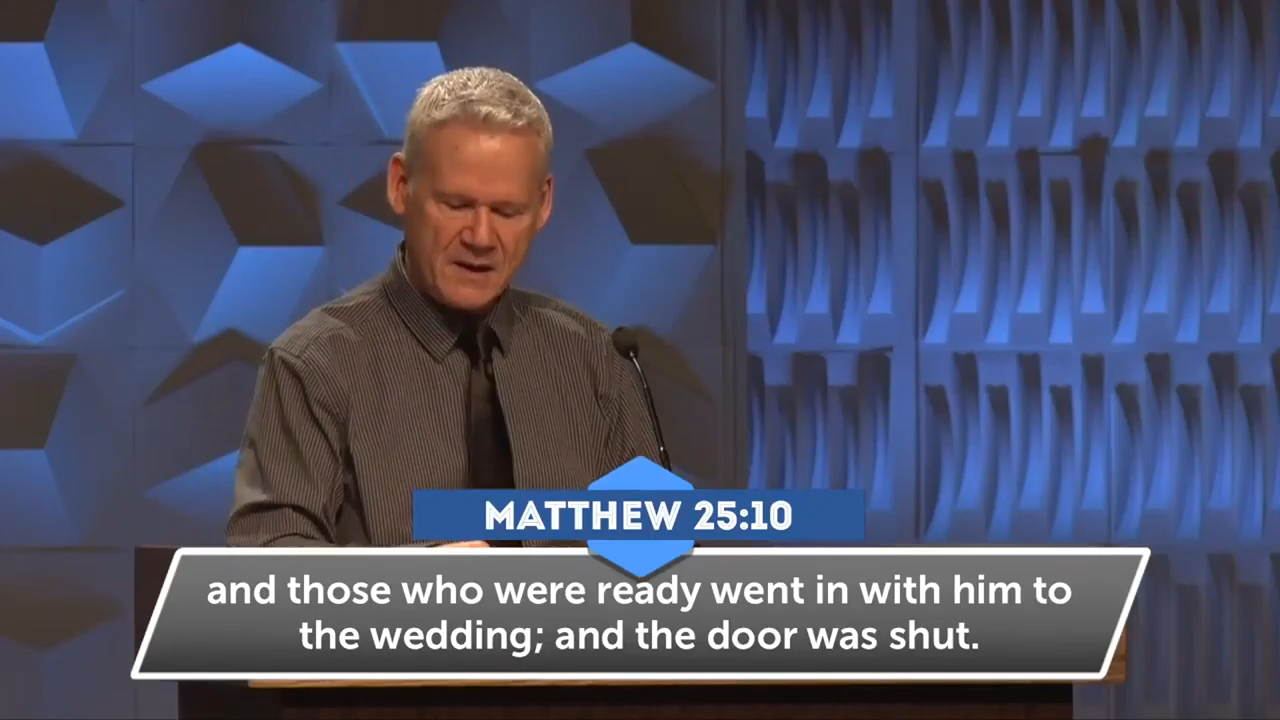 MATTHEW 25:10
and those who were ready went in with him to
the wedding; and the door was shut.